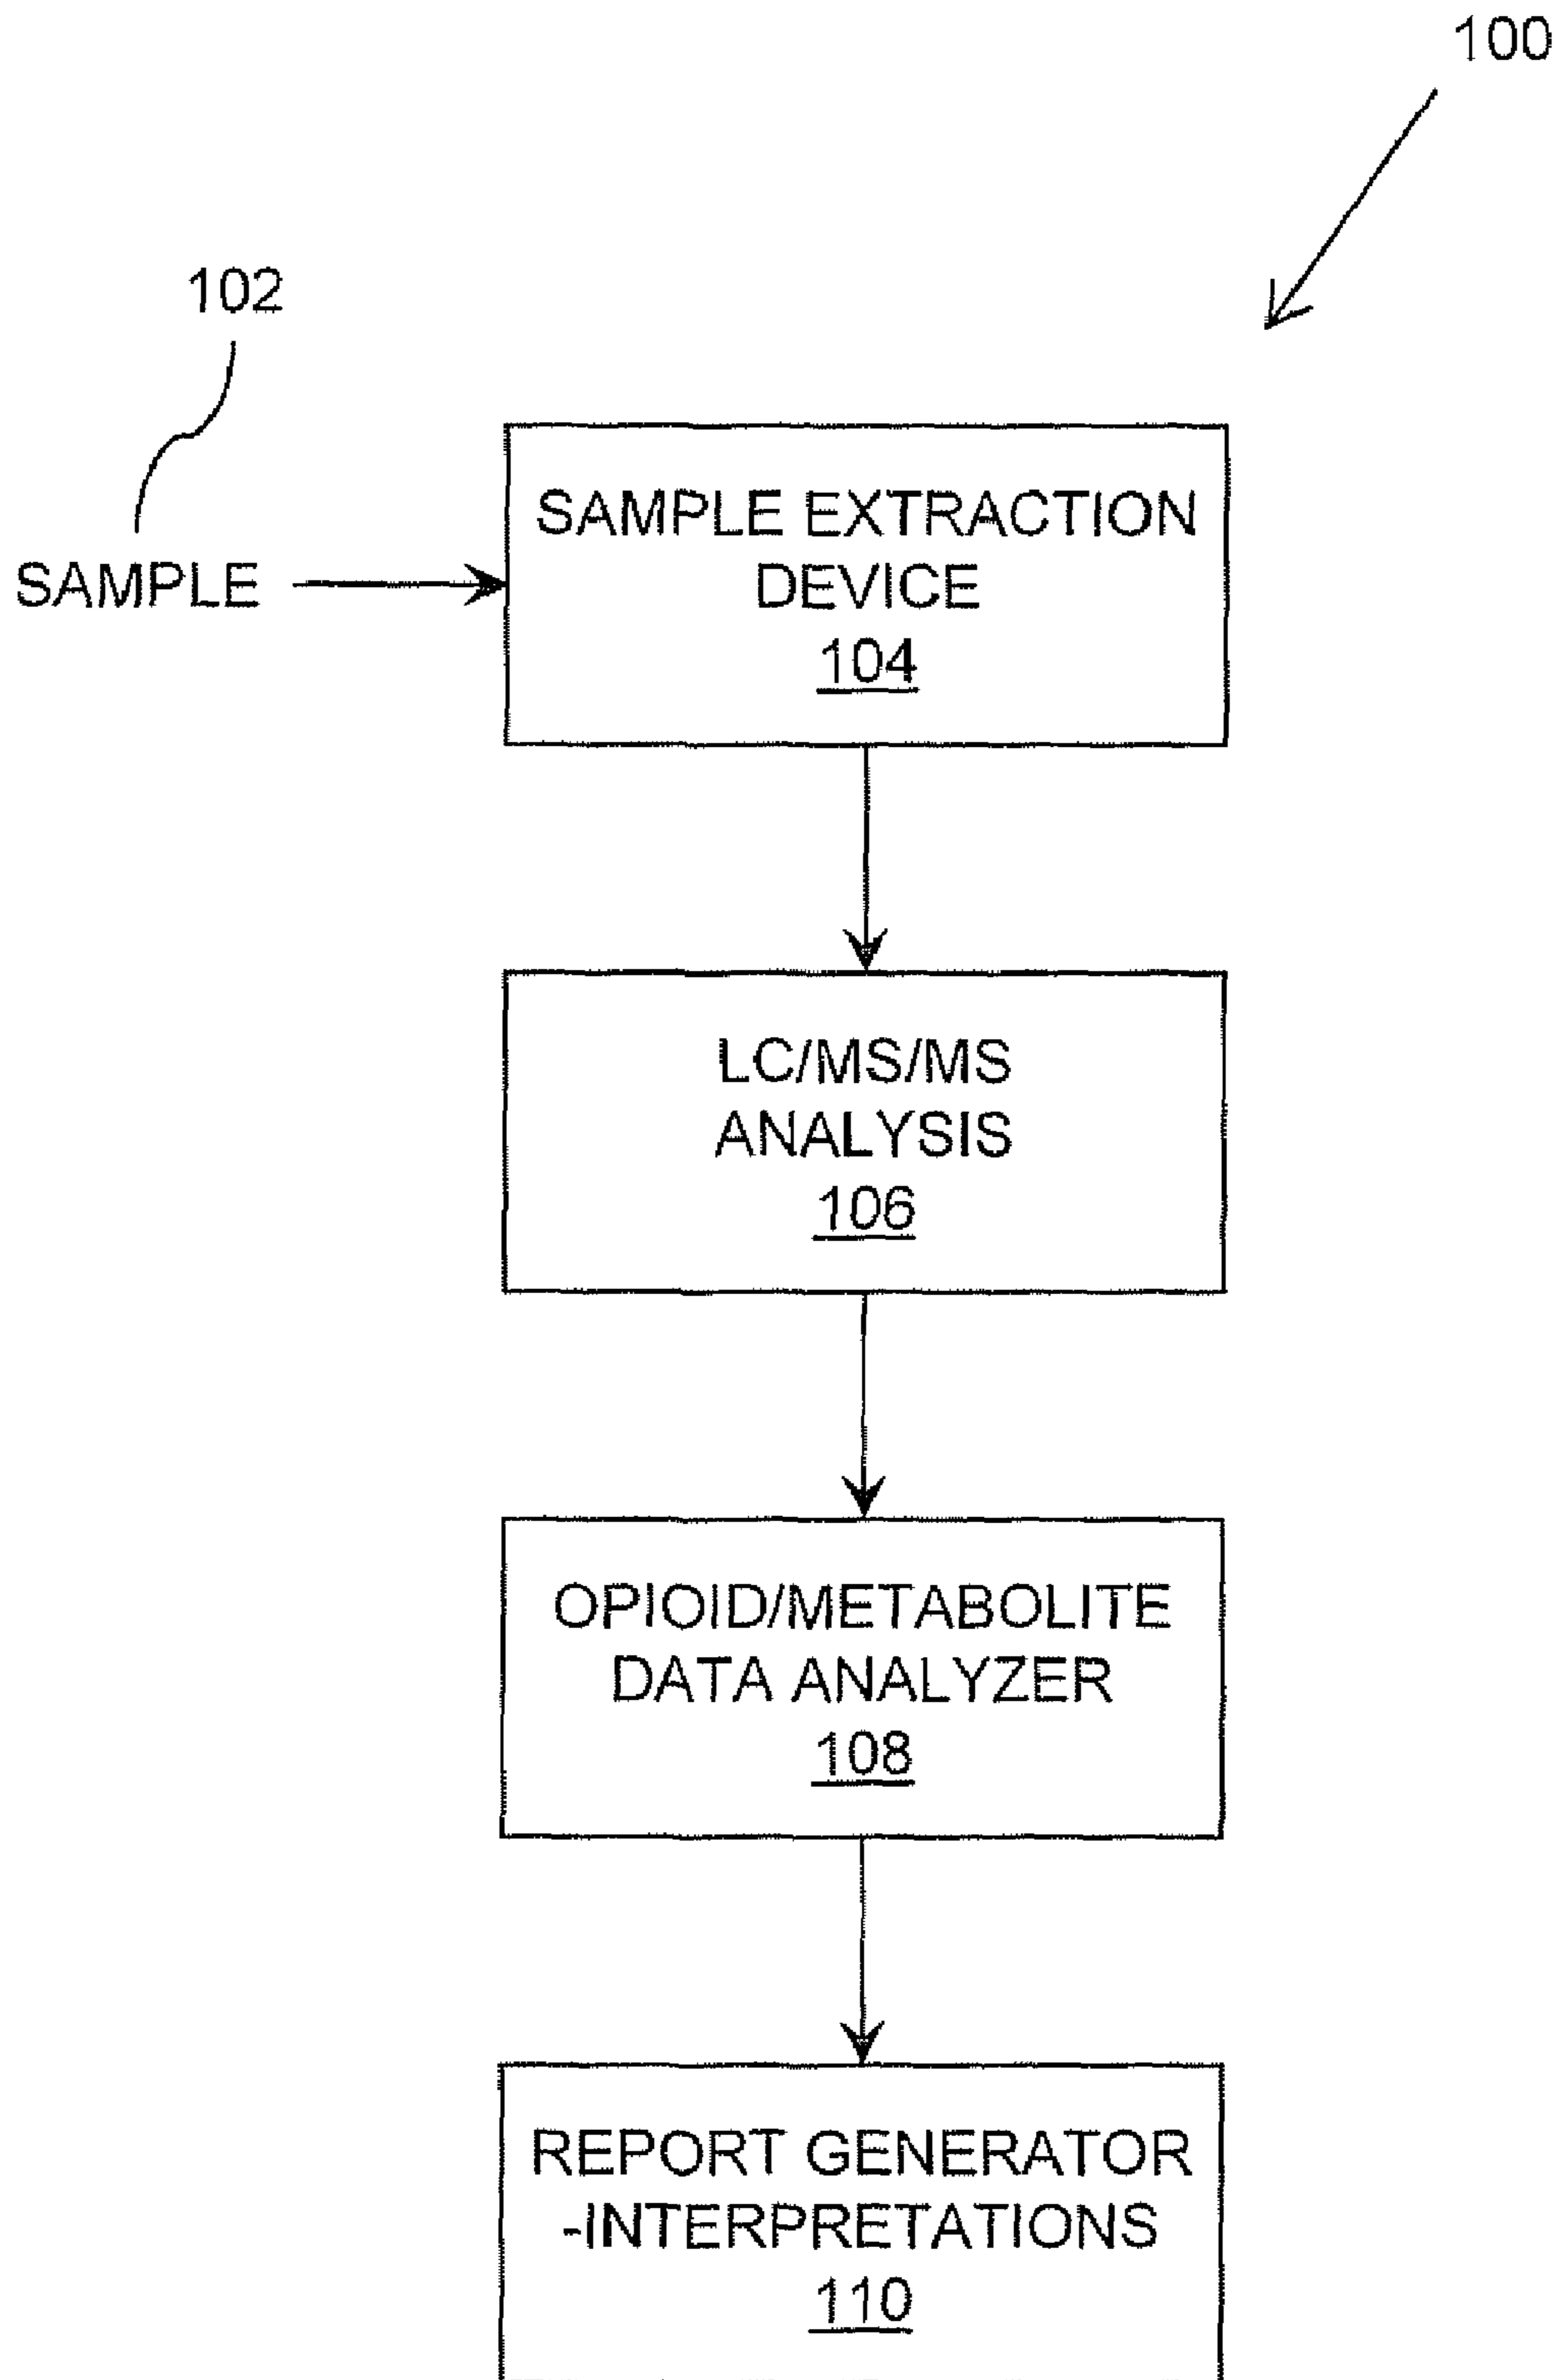 100
102
SAMPLE
SAMPLE EXTRACTION
DEVICE
104
LC/MS/MS
ANALYSIS
106
OPIOID/METABOLITE
DATA ANALYZER
108
REPORT GENERATOR
-INTERPRETATIONS
110